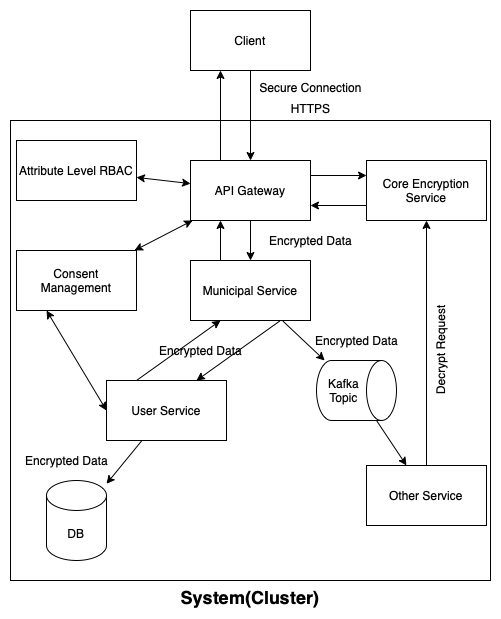 Client
Secure Connection
HTTPS
Attribute Level RBAC
API Gateway
Core Encryption
Service
Encrypted Data
Consent
Management
Municipal Service
Encrypted Data
Encrypted Data
Decrypt Request
Kafka
Topic
User Service
Encrypted Data
Other Service
DB
System(Cluster)